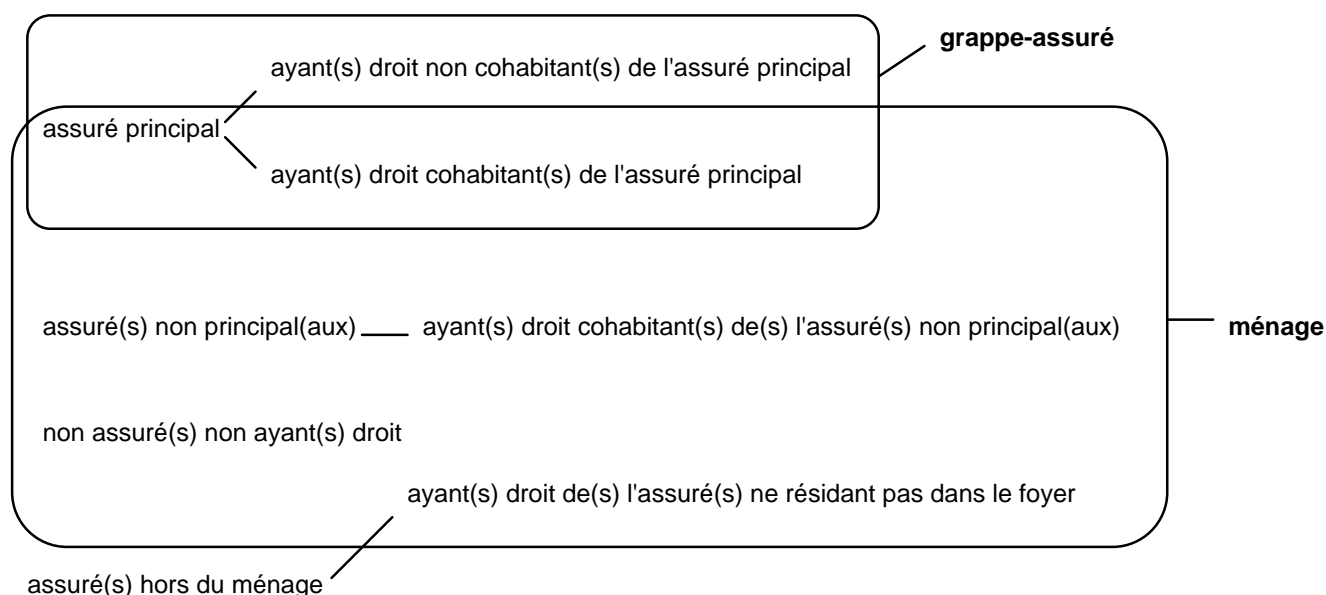 grappe-assuré
ayant(s) droit non cohabitant(s) de l'assuré principal
assuré principal
ayant(s) droit cohabitant(s) de l'assuré principal
assuré(s) non principal(aux) ayant(s) droit cohabitant(s) de(s) l'assuré(s) non principal(aux)
ménage
non assuré(s) non ayant(s) droit
ayant(s) droit de(s) l'assuré(s) ne résidant pas dans le foyer
assuré(s) hors du ménage